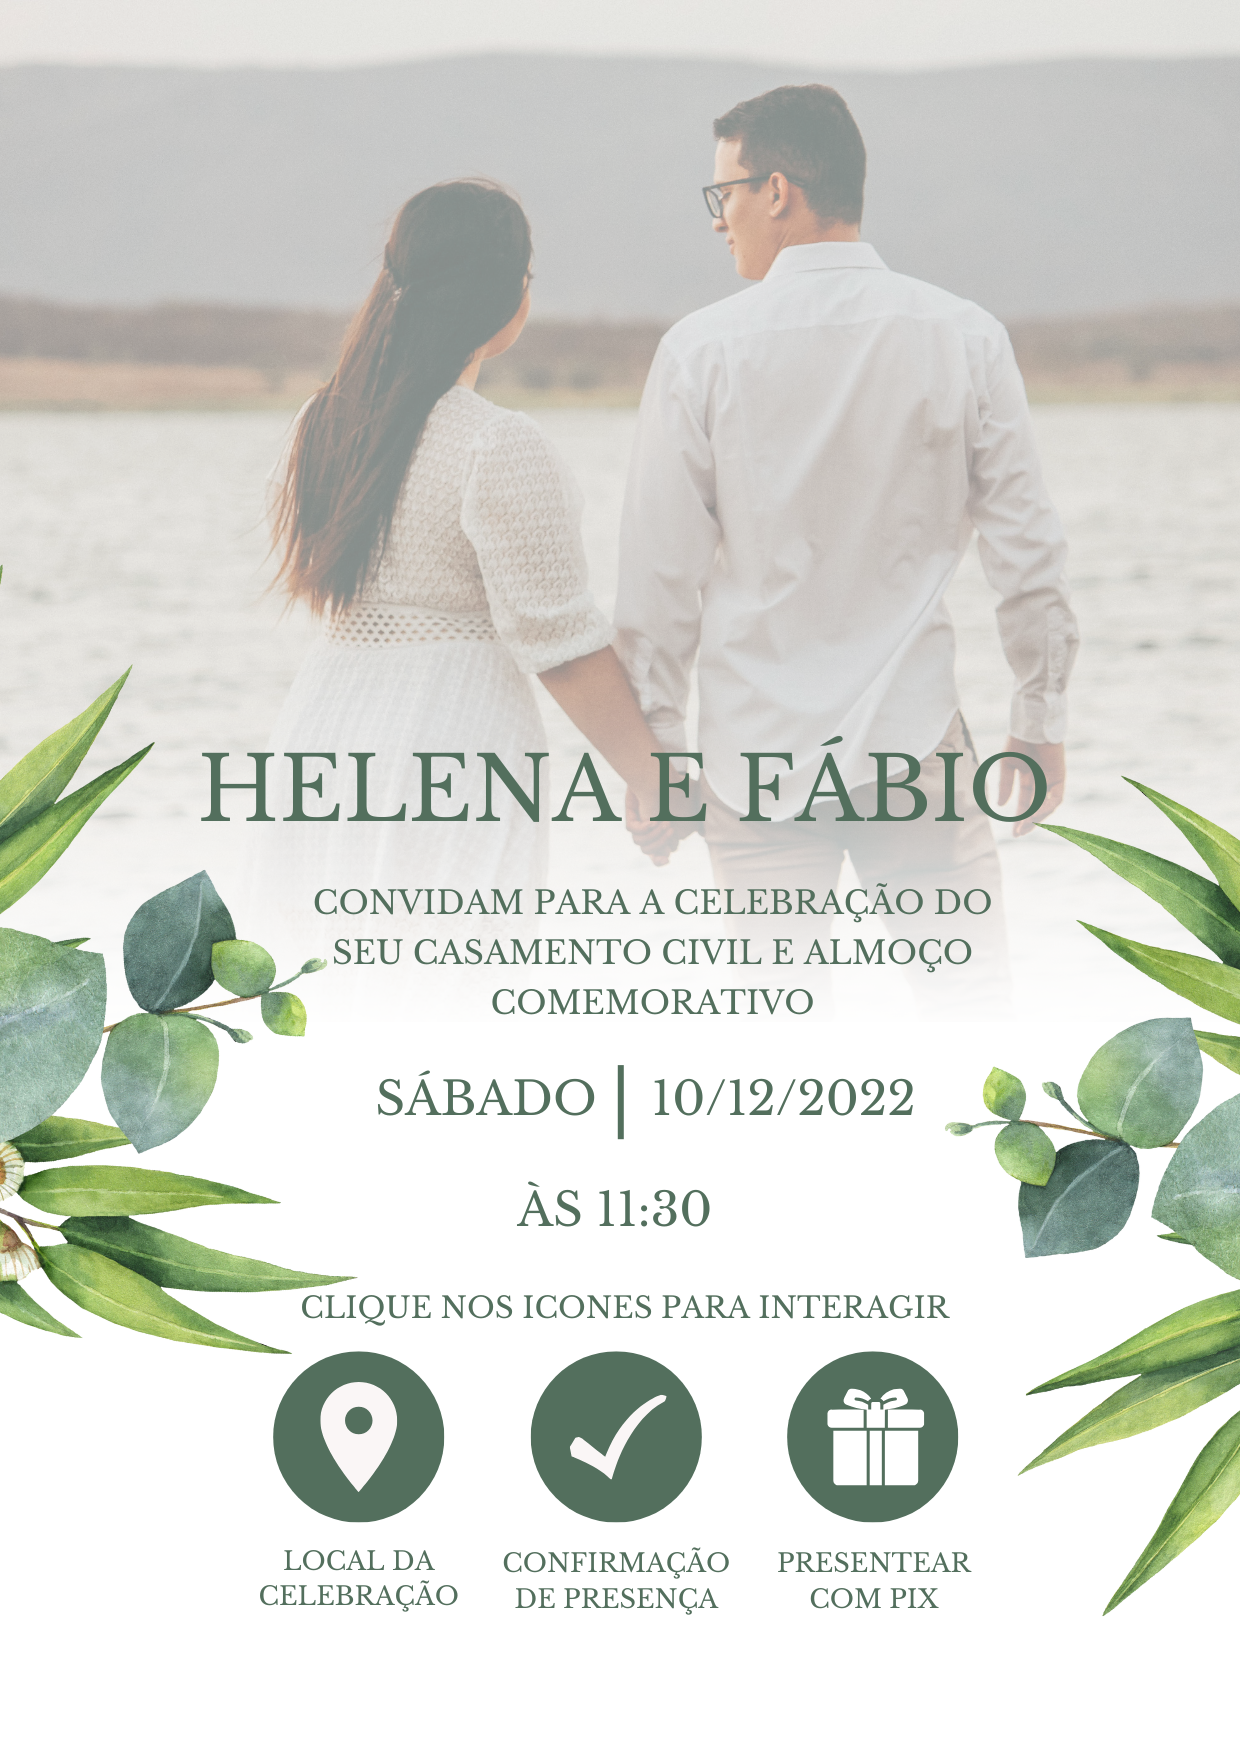 HELENA E FÁBIO
CONVIDAM PARA A CELEBRAÇÃO DO
SEU CASAMENTO CIVIL E ALMOÇO
COMEMORATIVO
SÁBADO | 10/12/2022
ÀS 11:30
CLIQUE NOS ICONES PARA INTERAGIR
LOCAL DA
CELEBRAÇÃO
CONFIRMAÇÃO
DE PRESENÇA
PRESENTEAR
COM PIX